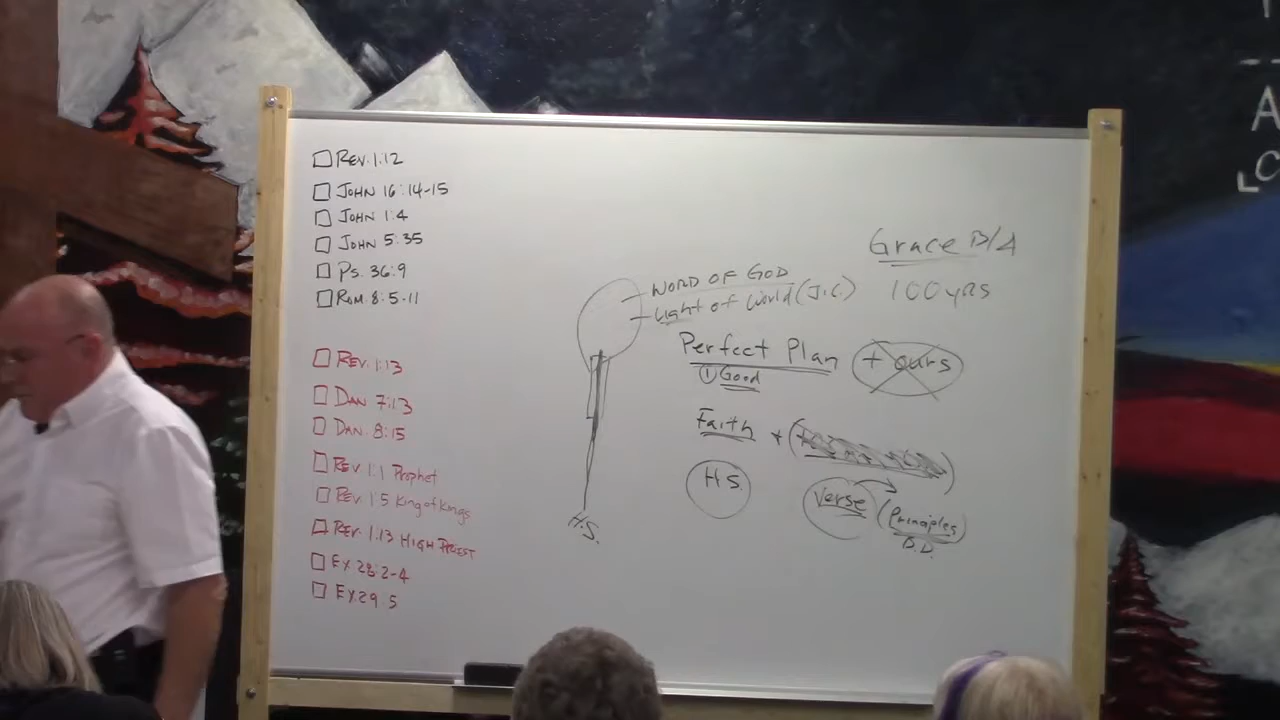 Rev. 1:12
John 16:14-15
John 1:4
John 5:35
Ps. 36:9
Rom. 8:5-11
Rev. 1:13
Dan 7:13
Dan. 8:15
Rev 1:1 Prophet
Rev 1:5 King of Kings
Rev. 1:13 High Priest
Ex 28:2-4
Ex 29 5
WORD OF GOD
Light of World (J.C.)
H.S.
Grace B/A
100 yrs
Perfect Plan + ours
① Good
Faith +
H S.
Verse (Principles)
B.D.
A
C